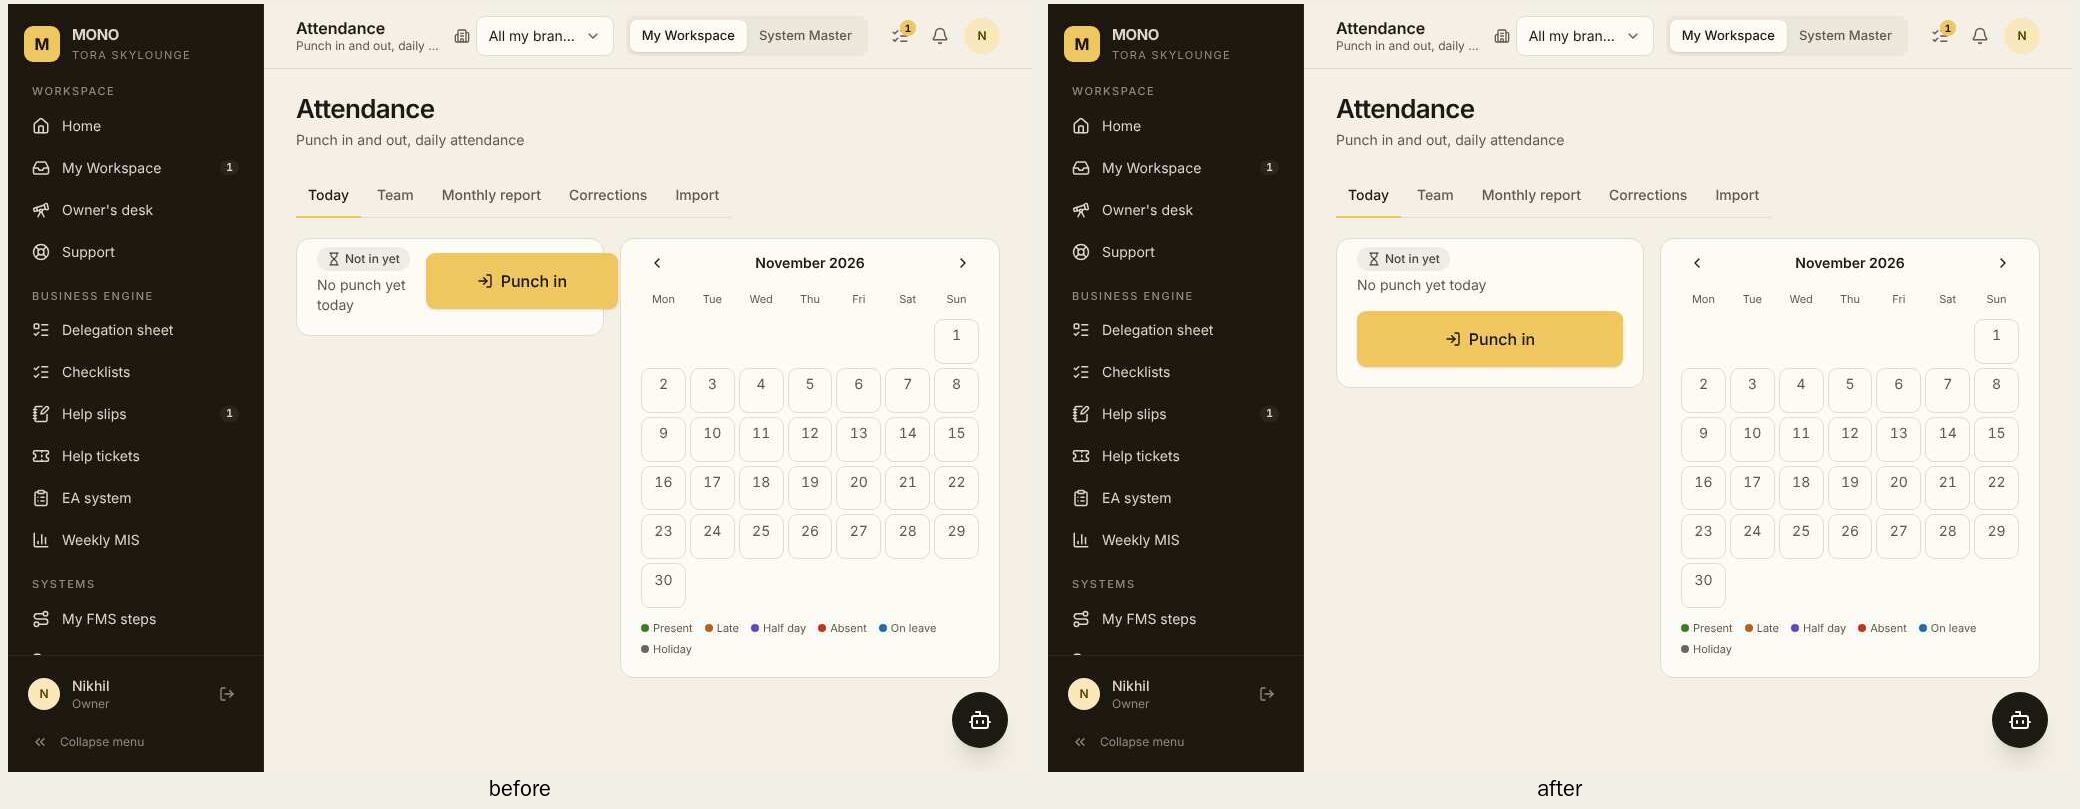 M MONO
TORA SKYLOUNGE
WORKSPACE
Home
My Workspace 1
Owner's desk
Support
BUSINESS ENGINE
Delegation sheet
Checklists
Help slips 1
Help tickets
EA system
Weekly MIS
SYSTEMS
My FMS steps
N Nikhil
Owner
Collapse menu
Attendance
Punch in and out, daily ...
All my bran...
My Workspace System Master
1
N
Attendance
Punch in and out, daily attendance
Today Team Monthly report Corrections Import
Not in yet
No punch yet
today
Punch in
November 2026
Mon Tue Wed Thu Fri Sat Sun
1
2 3 4 5 6 7 8
9 10 11 12 13 14 15
16 17 18 19 20 21 22
23 24 25 26 27 28 29
30
Present Late Half day Absent On leave
Holiday
before
M MONO
TORA SKYLOUNGE
WORKSPACE
Home
My Workspace 1
Owner's desk
Support
BUSINESS ENGINE
Delegation sheet
Checklists
Help slips 1
Help tickets
EA system
Weekly MIS
SYSTEMS
My FMS steps
N Nikhil
Owner
Collapse menu
Attendance
Punch in and out, daily ...
All my bran...
My Workspace System Master
1
N
Attendance
Punch in and out, daily attendance
Today Team Monthly report Corrections Import
Not in yet
No punch yet today
Punch in
November 2026
Mon Tue Wed Thu Fri Sat Sun
1
2 3 4 5 6 7 8
9 10 11 12 13 14 15
16 17 18 19 20 21 22
23 24 25 26 27 28 29
30
Present Late Half day Absent On leave
Holiday
after